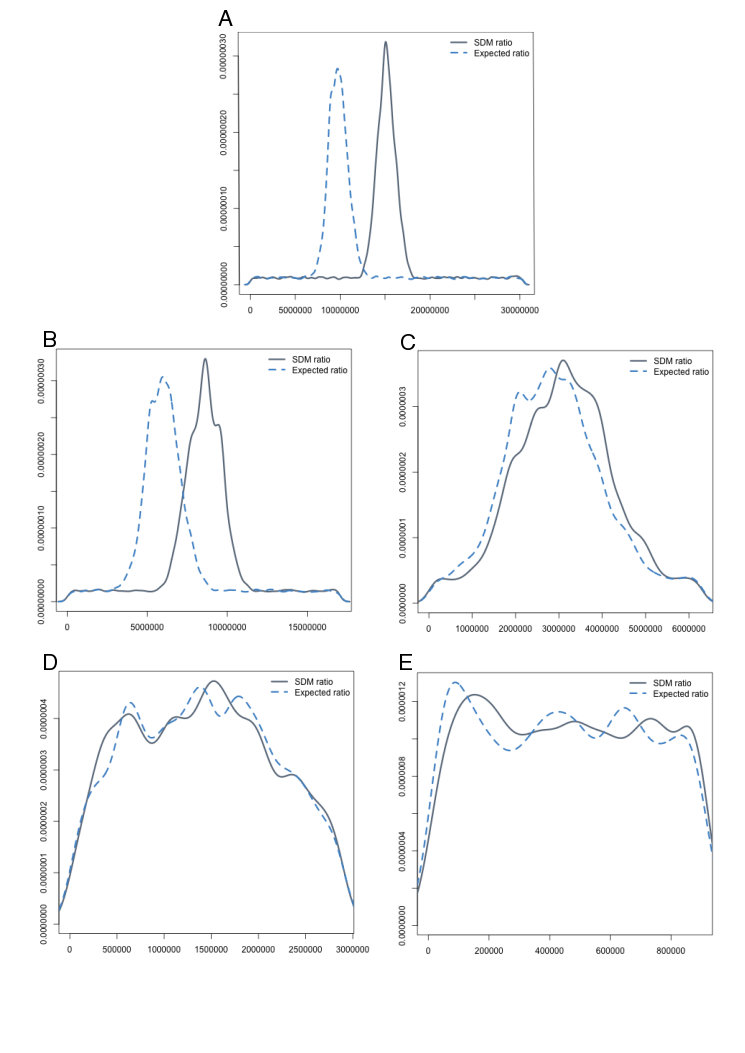 A
SDM ratio
Expected ratio
0.00000000 0.00000010 0.00000020 0.00000030
0 5000000 10000000 20000000 30000000
B
SDM ratio
Expected ratio
0.0000000 0.0000010 0.0000020 0.0000030
0 5000000 10000000 15000000
C
SDM ratio
Expected ratio
0.0000000 0.0000001 0.0000002 0.0000003
0 1000000 2000000 3000000 4000000 5000000 6000000
D
SDM ratio
Expected ratio
0.0000000 0.0000001 0.0000002 0.0000003 0.0000004
0 500000 1000000 1500000 2000000 2500000 3000000
E
SDM ratio
Expected ratio
0.0000000 0.0000004 0.0000008 0.0000012
0 200000 400000 600000 800000